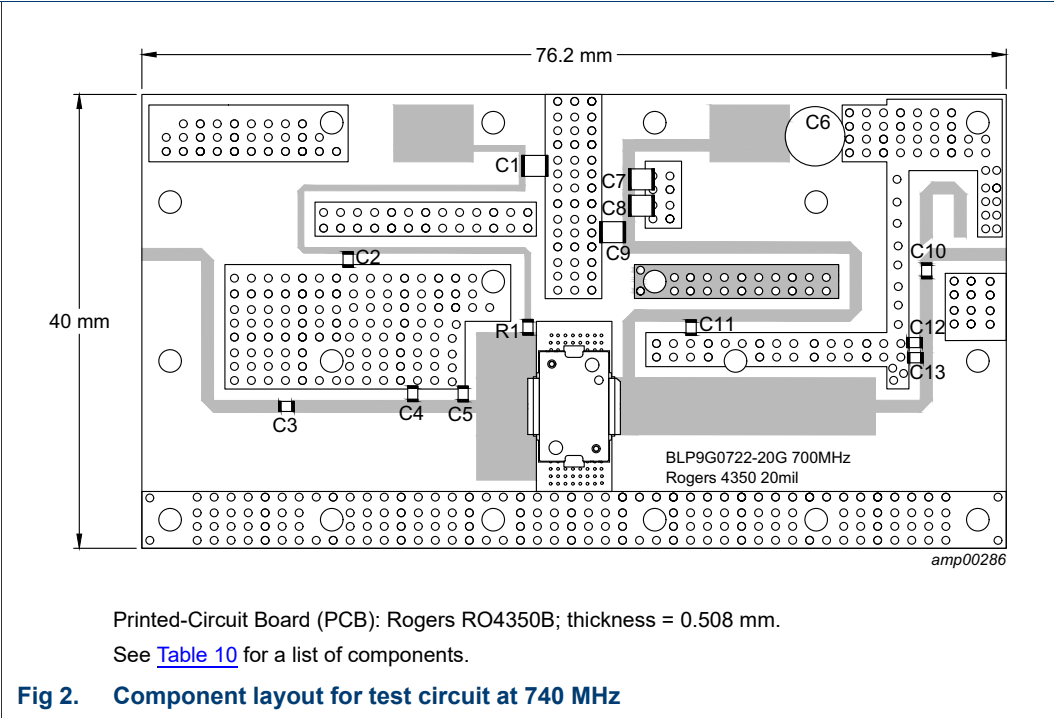 76.2 mm
C6
C1
C7
C8
C9
C2
C10
40 mm
R1
C11
C12
C13
C3
C4
C5
BLP9G0722-20G 700MHz
Rogers 4350 20mil
amp00286
Printed-Circuit Board (PCB): Rogers RO4350B; thickness = 0.508 mm.
See Table 10 for a list of components.
Fig 2. Component layout for test circuit at 740 MHz